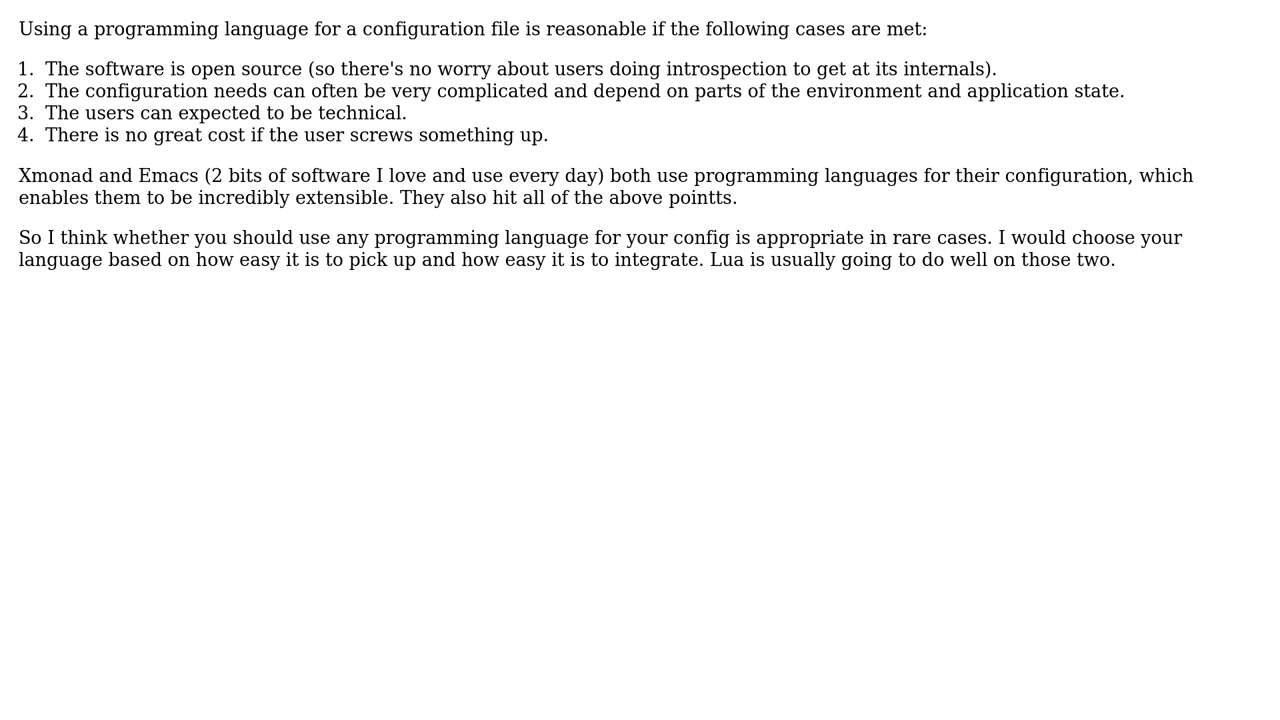 Using a programming language for a configuration file is reasonable if the following cases are met:
1. The software is open source (so there's no worry about users doing introspection to get at its internals).
2. The configuration needs can often be very complicated and depend on parts of the environment and application state.
3. The users can expected to be technical.
4. There is no great cost if the user screws something up.
Xmonad and Emacs (2 bits of software I love and use every day) both use programming languages for their configuration, which
enables them to be incredibly extensible. They also hit all of the above pointts.
So I think whether you should use any programming language for your config is appropriate in rare cases. I would choose your
language based on how easy it is to pick up and how easy it is to integrate. Lua is usually going to do well on those two.